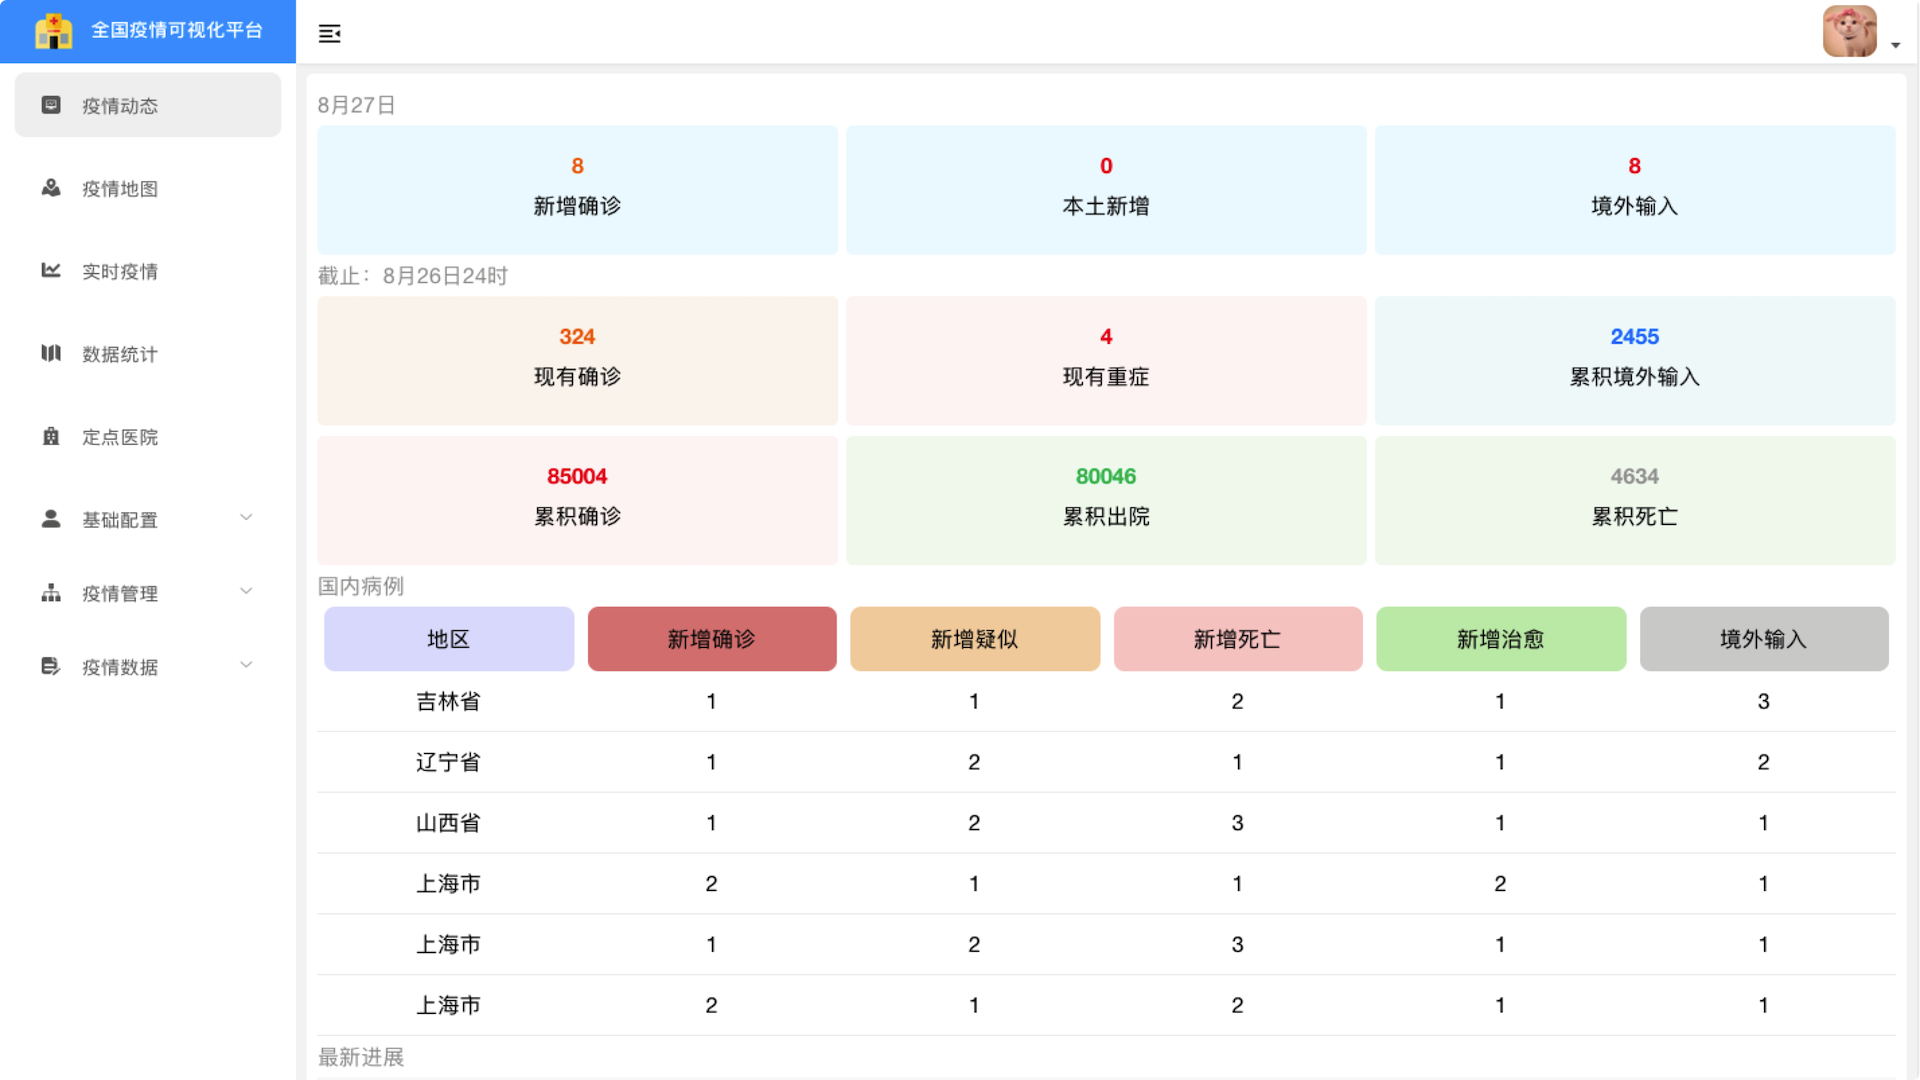 全国疫情可视化平台
疫情动态
疫情地图
实时疫情
数据统计
定点医院
基础配置
疫情管理
疫情数据
8月27日
8
新增确诊
0
本土新增
8
境外输入
截止：8月26日24时
324
现有确诊
4
现有重症
2455
累积境外输入
85004
累积确诊
80046
累积出院
4634
累积死亡
国内病例
地区 新增确诊 新增疑似 新增死亡 新增治愈 境外输入
吉林省 1 1 2 1 3
辽宁省 1 2 1 1 2
山西省 1 2 3 1 1
上海市 2 1 1 2 1
上海市 1 2 3 1 1
上海市 2 1 2 1 1
最新进展